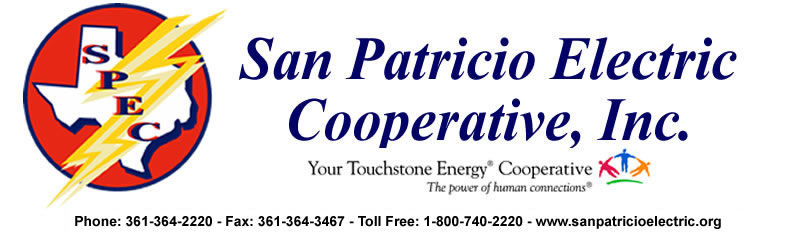 SPEC
San Patricio Electric
Cooperative, Inc.
Your Touchstone Energy® Cooperative
The power of human connections®
Phone: 361-364-2220 - Fax: 361-364-3467 - Toll Free: 1-800-740-2220 - www.sanpatricioelectric.org